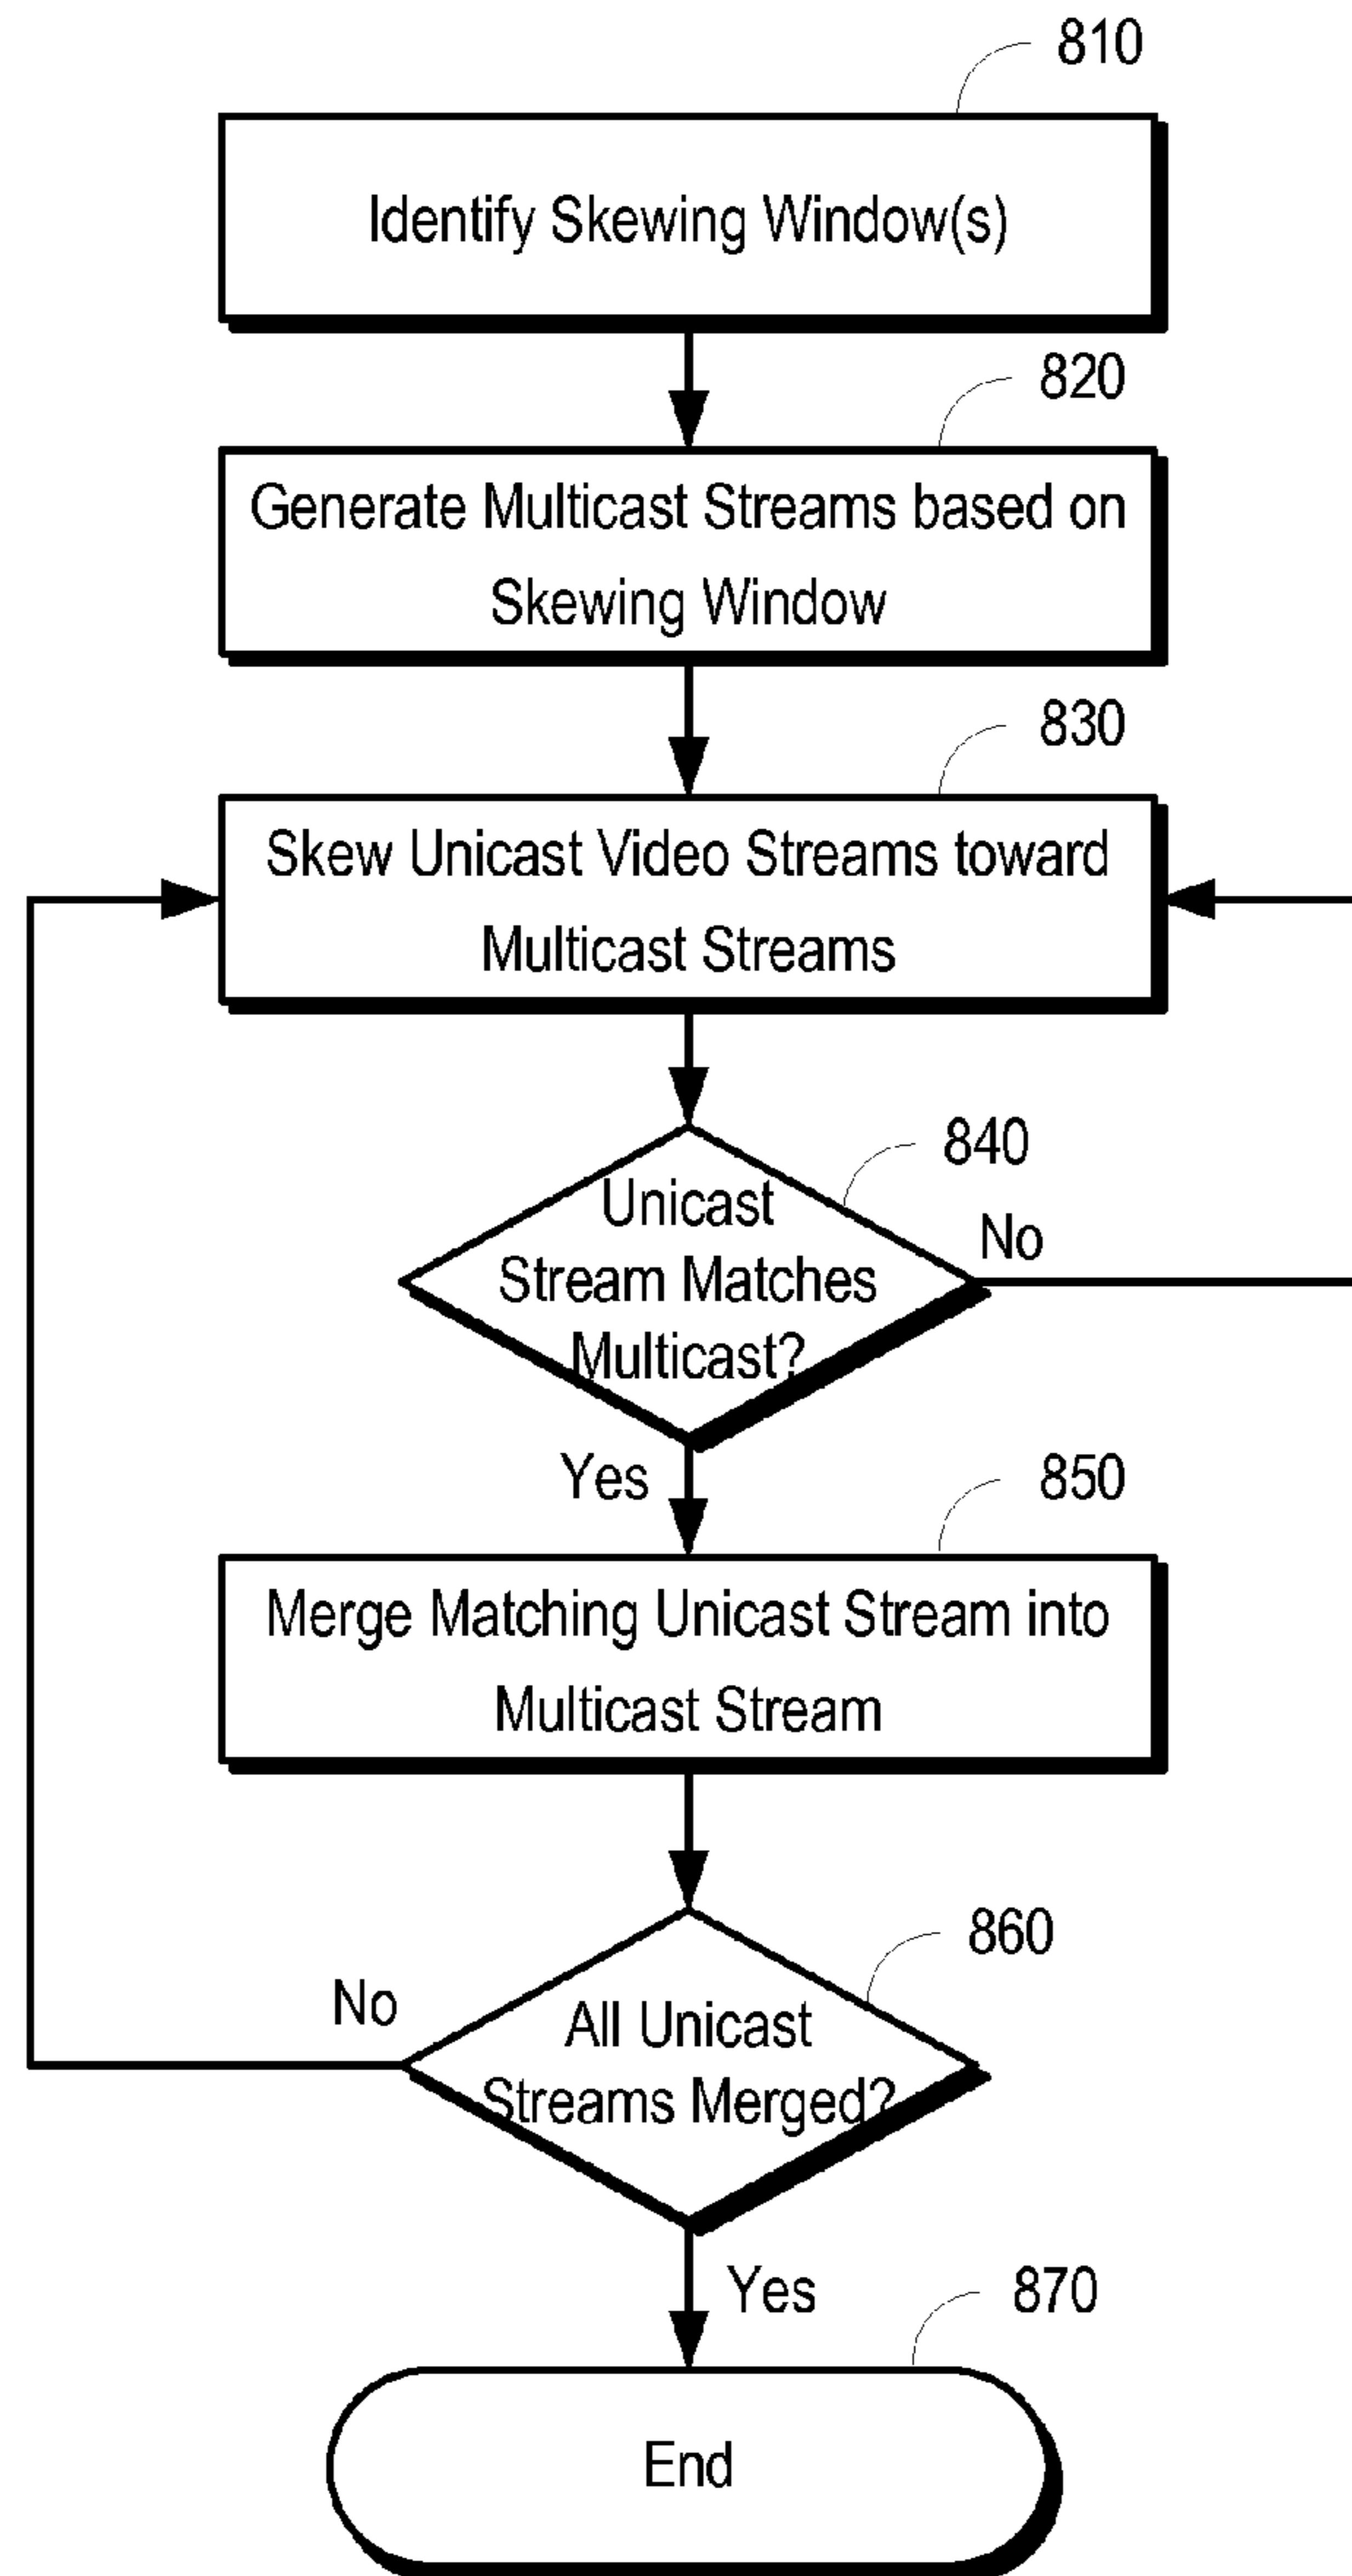 810
Identify Skewing Window(s)
820
Generate Multicast Streams based on
Skewing Window
830
Skew Unicast Video Streams toward
Multicast Streams
840
Unicast
Stream Matches
Multicast?
No
Yes
850
Merge Matching Unicast Stream into
Multicast Stream
860
No
All Unicast
Streams Merged?
Yes
870
End